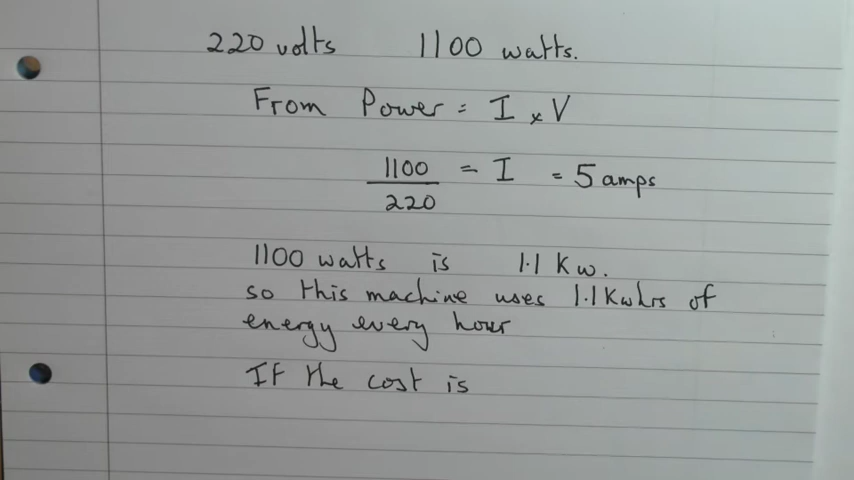 220 volts 1100 watts.
From Power = I x V
1100 / 220 = I = 5 amps
1100 watts is 1.1 Kw.
so this machine uses 1.1 Kwhrs of
energy every hour
If the cost is